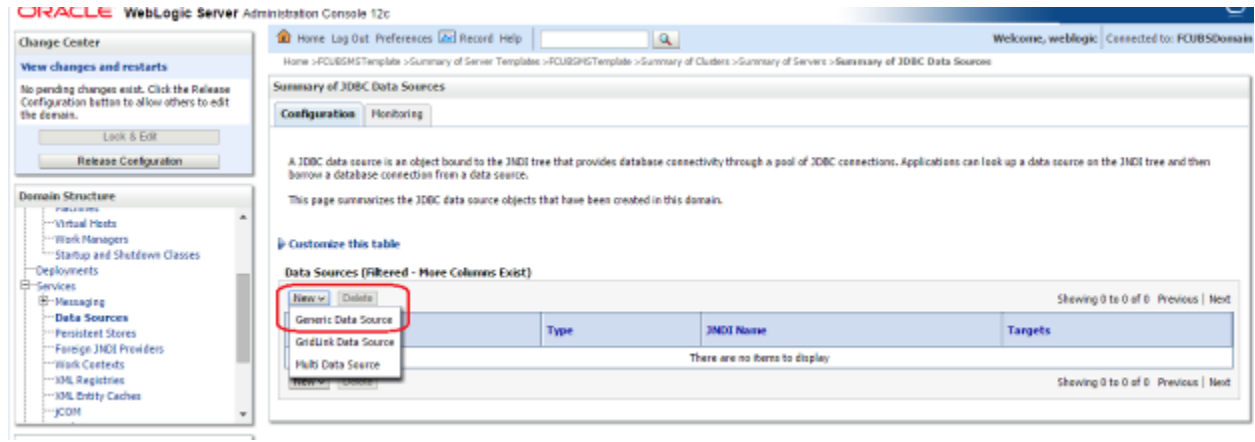 ORACLE WebLogic Server Administration Console 12c
Change Center
View changes and restarts
No pending changes exist. Click the Release
Configuration button to allow others to edit
the domain.
Lock & Edit
Release Configuration
Domain Structure
Machines
Virtual Hosts
Work Managers
Startup and Shutdown Classes
Deployments
Services
Messaging
Data Sources
Persistent Stores
Foreign JNDI Providers
Work Contexts
XML Registries
XML Entity Caches
jCOM
Home Log Out Preferences Record Help
Welcome, weblogic Connected to: FCUBSDomain
Home >FCUBSMSTemplate >Summary of Server Templates >FCUBSMSTemplate >Summary of Clusters >Summary of Servers >Summary of JDBC Data Sources
Summary of JDBC Data Sources
Configuration Monitoring
A JDBC data source is an object bound to the JNDI tree that provides database connectivity through a pool of JDBC connections. Applications can look up a data source on the JNDI tree and then
borrow a database connection from a data source.
This page summarizes the JDBC data source objects that have been created in this domain.
Customize this table
Data Sources (Filtered - More Columns Exist)
New Delete
Showing 0 to 0 of 0 Previous | Next
Generic Data Source
GridLink Data Source
Multi Data Source
Type JNDI Name Targets
There are no items to display
New Delete
Showing 0 to 0 of 0 Previous | Next